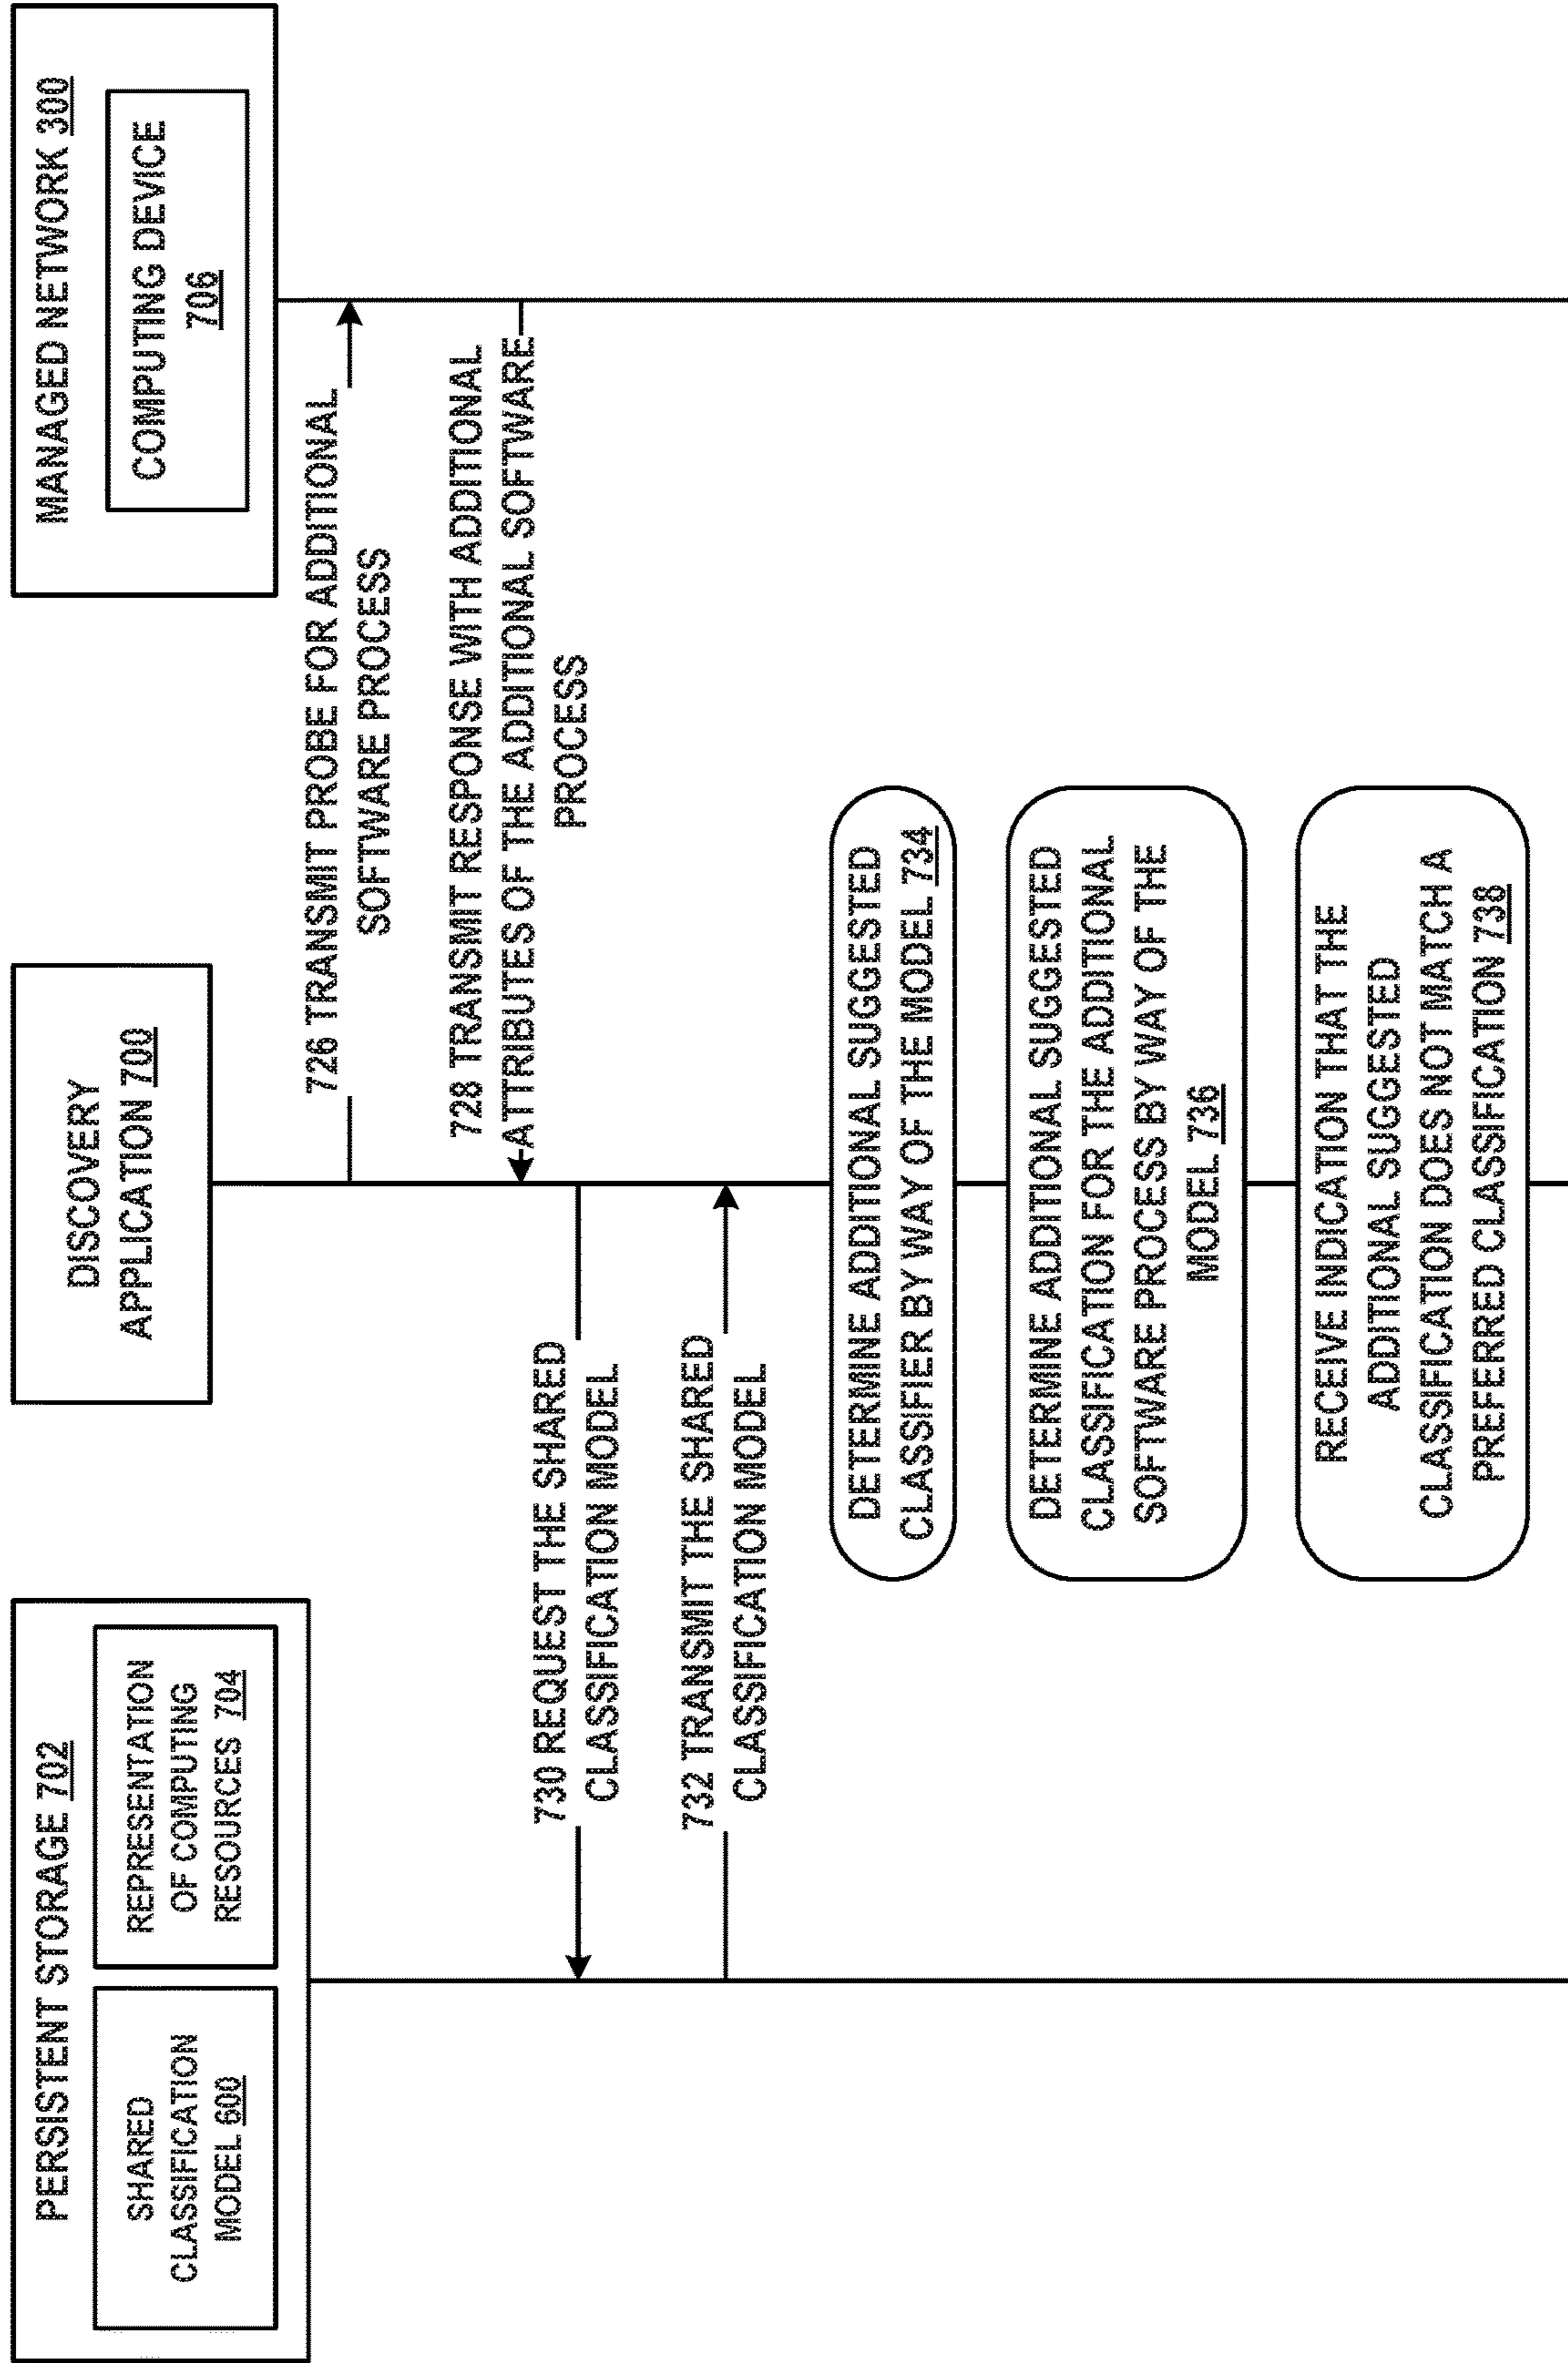 PERSISTENT STORAGE 702
SHARED
CLASSIFICATION
MODEL 600
REPRESENTATION
OF COMPUTING
RESOURCES 704
DISCOVERY
APPLICATION 700
MANAGED NETWORK 300
COMPUTING DEVICE
706
726 TRANSMIT PROBE FOR ADDITIONAL
SOFTWARE PROCESS
728 TRANSMIT RESPONSE WITH ADDITIONAL
ATTRIBUTES OF THE ADDITIONAL SOFTWARE
PROCESS
730 REQUEST THE SHARED
CLASSIFICATION MODEL
732 TRANSMIT THE SHARED
CLASSIFICATION MODEL
DETERMINE ADDITIONAL SUGGESTED
CLASSIFIER BY WAY OF THE MODEL 734
DETERMINE ADDITIONAL SUGGESTED
CLASSIFICATION FOR THE ADDITIONAL
SOFTWARE PROCESS BY WAY OF THE
MODEL 736
RECEIVE INDICATION THAT THE
ADDITIONAL SUGGESTED
CLASSIFICATION DOES NOT MATCH A
PREFERRED CLASSIFICATION 738